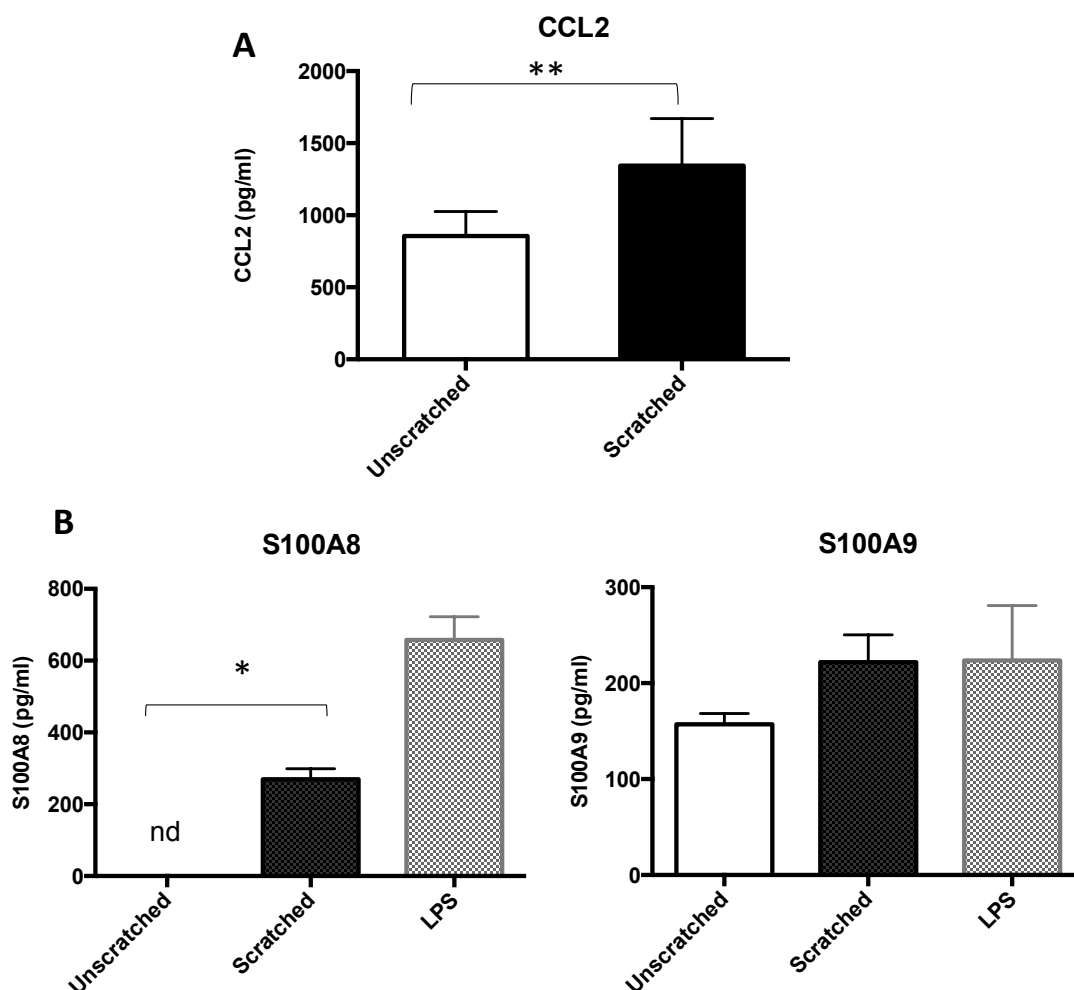 A
CCL2
CCL2 (pg/ml)
2000
1500
1000
500
0
**
Unscratched
Scratched
B
S100A8
S100A8 (pg/ml)
800
600
400
200
0
*
nd
Unscratched
Scratched
LPS
S100A9
S100A9 (pg/ml)
300
200
100
0
Unscratched
Scratched
LPS